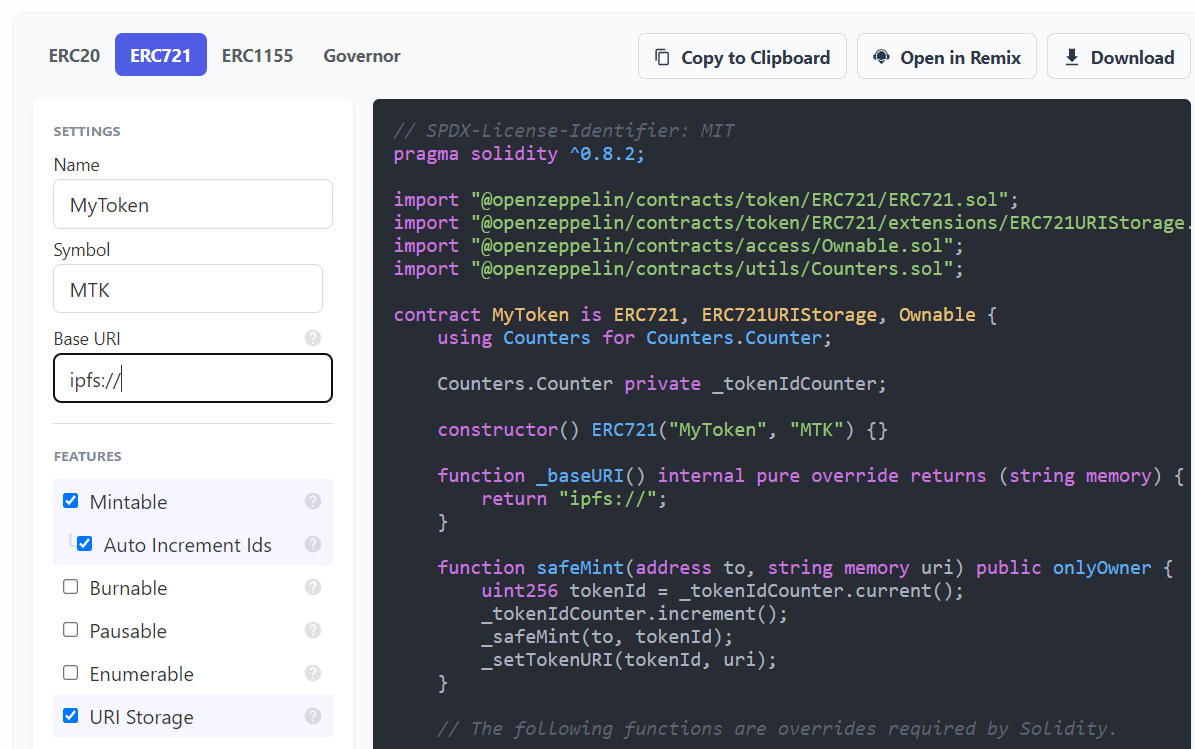 ERC20 ERC721 ERC1155 Governor
Copy to Clipboard Open in Remix Download
SETTINGS
Name
MyToken
Symbol
MTK
Base URI ?
ipfs://
FEATURES
Mintable ?
Auto Increment Ids ?
Burnable ?
Pausable ?
Enumerable ?
URI Storage ?
// SPDX-License-Identifier: MIT
pragma solidity ^0.8.2;
import "@openzeppelin/contracts/token/ERC721/ERC721.sol";
import "@openzeppelin/contracts/token/ERC721/extensions/ERC721URIStorage.
import "@openzeppelin/contracts/access/Ownable.sol";
import "@openzeppelin/contracts/utils/Counters.sol";
contract MyToken is ERC721, ERC721URIStorage, Ownable {
    using Counters for Counters.Counter;
    Counters.Counter private _tokenIdCounter;
    constructor() ERC721("MyToken", "MTK") {}
    function _baseURI() internal pure override returns (string memory) {
        return "ipfs://";
    }
    function safeMint(address to, string memory uri) public onlyOwner {
        uint256 tokenId = _tokenIdCounter.current();
        _tokenIdCounter.increment();
        _safeMint(to, tokenId);
        _setTokenURI(tokenId, uri);
    }
    // The following functions are overrides required by Solidity.